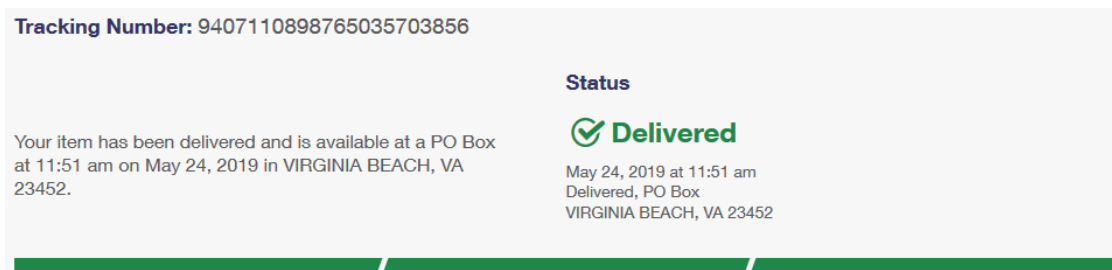 Tracking Number: 9407110898765035703856
Status
Delivered
Your item has been delivered and is available at a PO Box
at 11:51 am on May 24, 2019 in VIRGINIA BEACH, VA
23452.
May 24, 2019 at 11:51 am
Delivered, PO Box
VIRGINIA BEACH, VA 23452